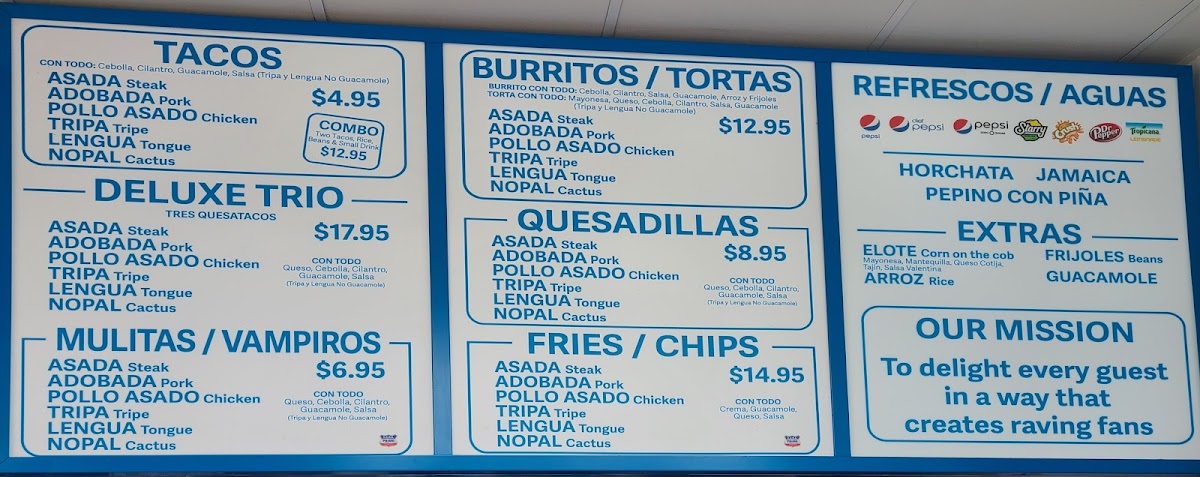 TACOS
CON TODO: Cebolla, Cilantro, Guacamole, Salsa (Tripa y Lengua No Guacamole)
ASADA Steak
ADOBADA Pork
POLLO ASADO Chicken
TRIPA Tripe
LENGUA Tongue
NOPAL Cactus
$4.95
COMBO
Two Tacos, Rice,
Beans & Small Drink
$12.95
DELUXE TRIO
TRES QUESATACOS
ASADA Steak
ADOBADA Pork
POLLO ASADO Chicken
TRIPA Tripe
LENGUA Tongue
NOPAL Cactus
$17.95
CON TODO
Queso, Cebolla, Cilantro,
Guacamole, Salsa
(Tripa y Lengua No Guacamole)
MULITAS / VAMPIROS
ASADA Steak
ADOBADA Pork
POLLO ASADO Chicken
TRIPA Tripe
LENGUA Tongue
NOPAL Cactus
$6.95
CON TODO
Queso, Cebolla, Cilantro,
Guacamole, Salsa
(Tripa y Lengua No Guacamole)
BURRITOS / TORTAS
BURRITO CON TODO: Cebolla, Cilantro, Salsa, Guacamole, Arroz y Frijoles
TORTA CON TODO: Mayonesa, Queso, Cebolla, Cilantro, Salsa, Guacamole
(Tripa y Lengua No Guacamole)
ASADA Steak
ADOBADA Pork
POLLO ASADO Chicken
TRIPA Tripe
LENGUA Tongue
NOPAL Cactus
$12.95
QUESADILLAS
ASADA Steak
ADOBADA Pork
POLLO ASADO Chicken
TRIPA Tripe
LENGUA Tongue
NOPAL Cactus
$8.95
CON TODO
Queso, Cebolla, Cilantro,
Guacamole, Salsa
(Tripa y Lengua No Guacamole)
FRIES / CHIPS
ASADA Steak
ADOBADA Pork
POLLO ASADO Chicken
TRIPA Tripe
LENGUA Tongue
NOPAL Cactus
$14.95
CON TODO
Crema, Guacamole,
Queso, Salsa
REFRESCOS / AGUAS
pepsi
diet pepsi
pepsi
Starry
Crush
Dr Pepper
Tropicana
LEMONADE
HORCHATA JAMAICA
PEPINO CON PIÑA
EXTRAS
ELOTE Corn on the cob
Mayonesa, Mantequilla, Queso Cotija,
Tajin, Salsa Valentina
ARROZ Rice
FRIJOLES Beans
GUACAMOLE
OUR MISSION
To delight every guest
in a way that
creates raving fans